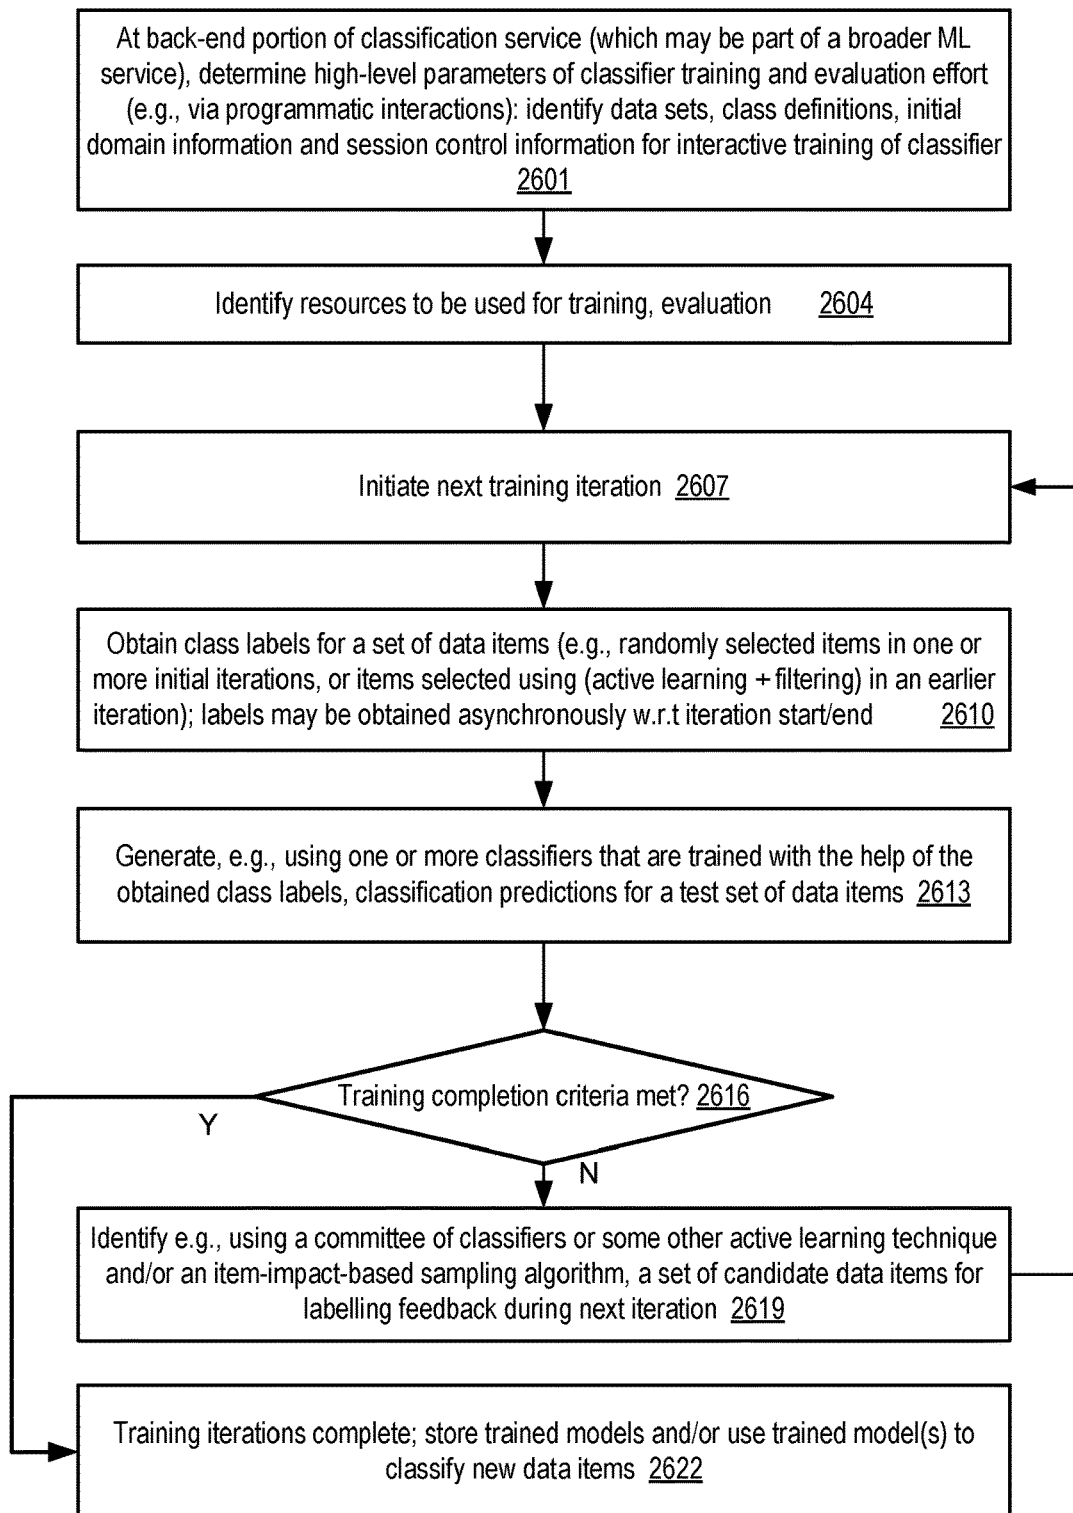 At back-end portion of classification service (which may be part of a broader ML
service), determine high-level parameters of classifier training and evaluation effort
(e.g., via programmatic interactions): identify data sets, class definitions, initial
domain information and session control information for interactive training of classifier
2601
Identify resources to be used for training, evaluation 2604
Initiate next training iteration 2607
Obtain class labels for a set of data items (e.g., randomly selected items in one or
more initial iterations, or items selected using (active learning + filtering) in an earlier
iteration); labels may be obtained asynchronously w.r.t iteration start/end 2610
Generate, e.g., using one or more classifiers that are trained with the help of the
obtained class labels, classification predictions for a test set of data items 2613
Training completion criteria met? 2616
Y
N
Identify e.g., using a committee of classifiers or some other active learning technique
and/or an item-impact-based sampling algorithm, a set of candidate data items for
labelling feedback during next iteration 2619
Training iterations complete; store trained models and/or use trained model(s) to
classify new data items 2622